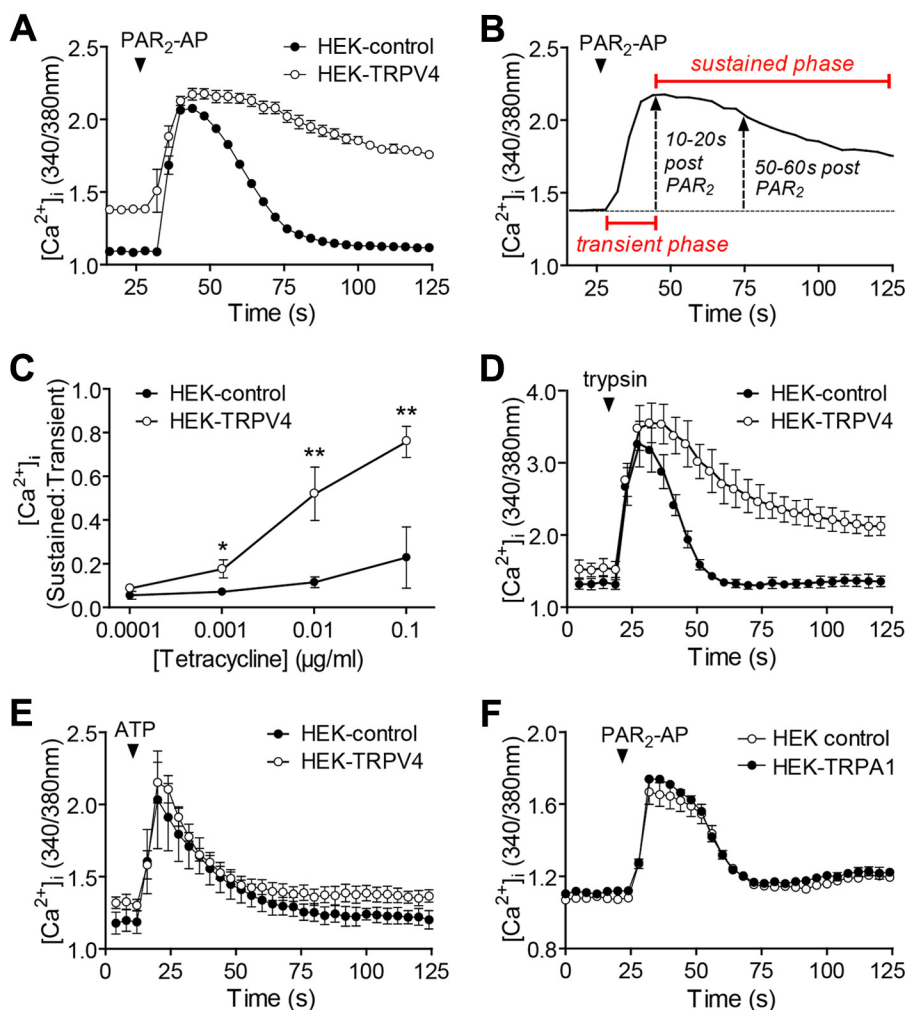 A
PAR₂-AP
HEK-control
HEK-TRPV4
[Ca²⁺]ᵢ (340/380nm)
2.5
2.0
1.5
1.0
25
50
75
100
125
Time (s)
B
PAR₂-AP
sustained phase
10-20s
post
PAR₂
50-60s post
PAR₂
transient phase
[Ca²⁺]ᵢ (340/380nm)
2.5
2.0
1.5
1.0
25
50
75
100
125
Time (s)
C
HEK-control
HEK-TRPV4
[Ca²⁺]ᵢ
(Sustained:Transient)
1.0
0.8
0.6
0.4
0.2
0.0
*
**
**
0.0001
0.001
0.01
0.1
[Tetracycline] (µg/ml)
D
trypsin
HEK-control
HEK-TRPV4
[Ca²⁺]ᵢ (340/380nm)
4.0
3.4
2.8
2.2
1.6
1.0
0
25
50
75
100
125
Time (s)
E
ATP
HEK-control
HEK-TRPV4
[Ca²⁺]ᵢ (340/380nm)
2.5
2.0
1.5
1.0
0
25
50
75
100
125
Time (s)
F
PAR₂-AP
HEK control
HEK-TRPA1
[Ca²⁺]ᵢ (340/380nm)
2.0
1.6
1.2
0.8
0
25
50
75
100
125
Time (s)